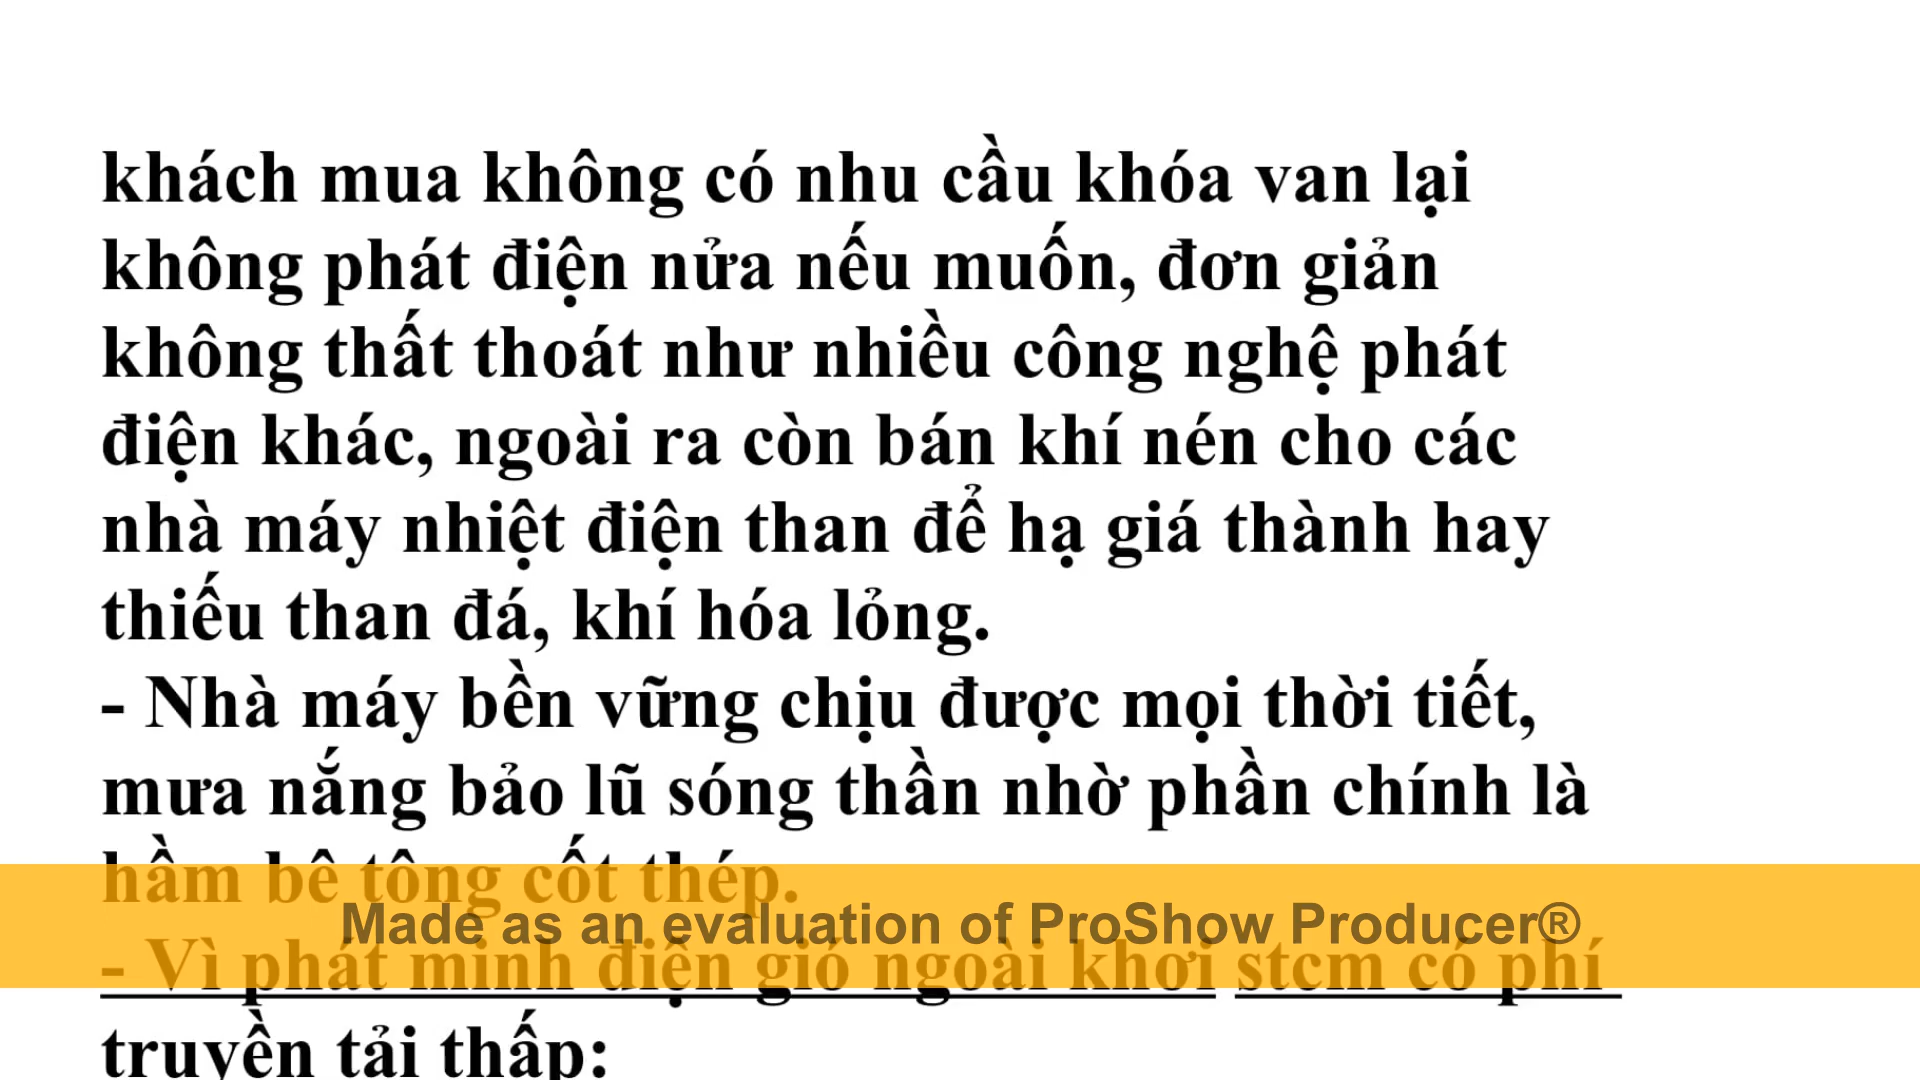 khách mua không có nhu cầu khóa van lại
không phát điện nửa nếu muốn, đơn giản
không thất thoát như nhiều công nghệ phát
điện khác, ngoài ra còn bán khí nén cho các
nhà máy nhiệt điện than để hạ giá thành hay
thiếu than đá, khí hóa lỏng.
- Nhà máy bền vững chịu được mọi thời tiết,
mưa nắng bảo lũ sóng thần nhờ phần chính là
hầm bê tông cốt thép.
Made as an evaluation of ProShow Producer®
- Vì phát minh điện gió ngoài khơi stcm có phí
truyền tải thấp: